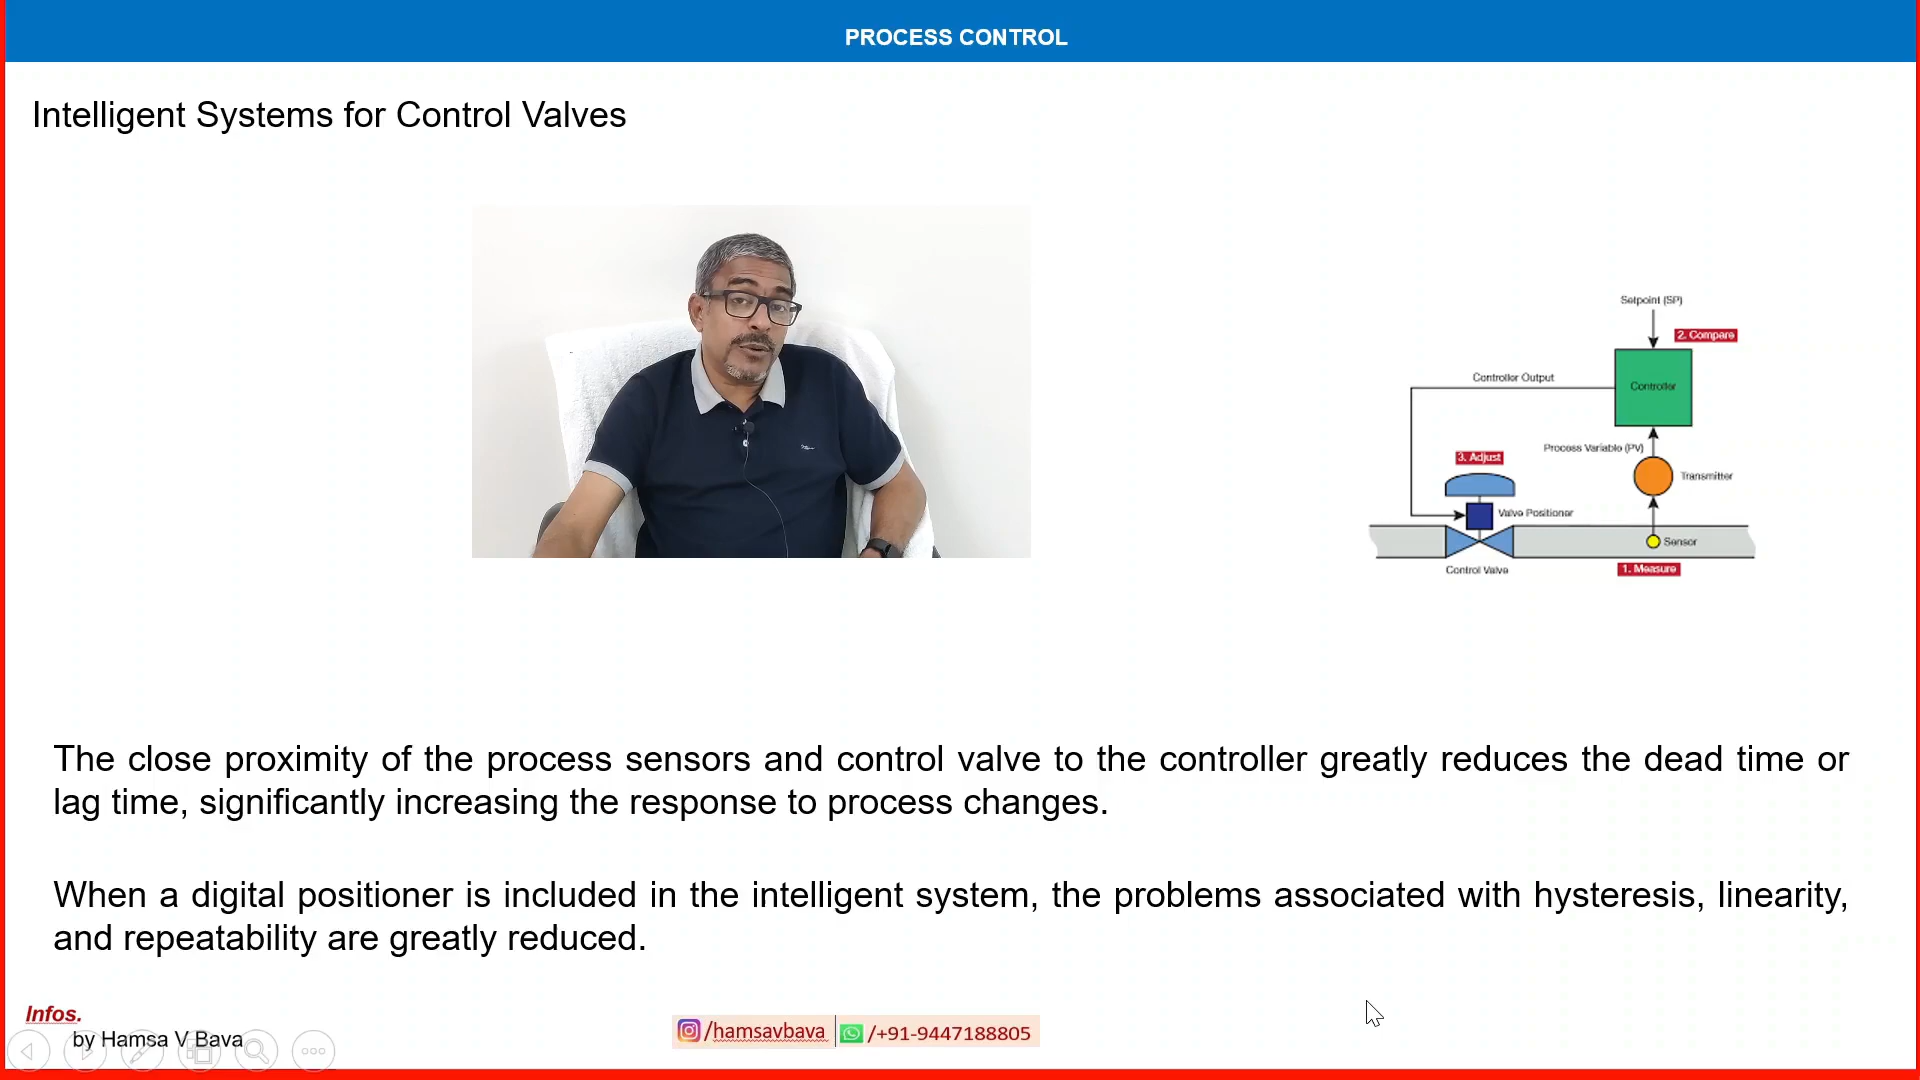 PROCESS CONTROL
Intelligent Systems for Control Valves
Setpoint (SP)
2. Compare
Controller Output
Controller
Process Variable (PV)
3. Adjust
Transmitter
Valve Positioner
Sensor
Control Valve
1. Measure
The close proximity of the process sensors and control valve to the controller greatly reduces the dead time or
lag time, significantly increasing the response to process changes.
When a digital positioner is included in the intelligent system, the problems associated with hysteresis, linearity,
and repeatability are greatly reduced.
Infos.
by Hamsa V Bava
/hamsavbava
/+91-9447188805